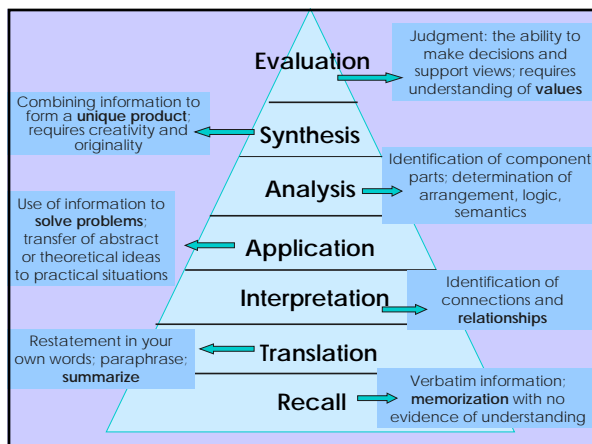 Evaluation
Judgment: the ability to
make decisions and
support views; requires
understanding of values
Combining information to
form a unique product;
requires creativity and
originality
Synthesis
Analysis
Identification of component
parts; determination of
arrangement, logic,
semantics
Use of information to
solve problems;
transfer of abstract
or theoretical ideas
to practical situations
Application
Interpretation
Identification of
connections and
relationships
Restatement in your
own words; paraphrase;
summarize
Translation
Recall
Verbatim information;
memorization with no
evidence of understanding